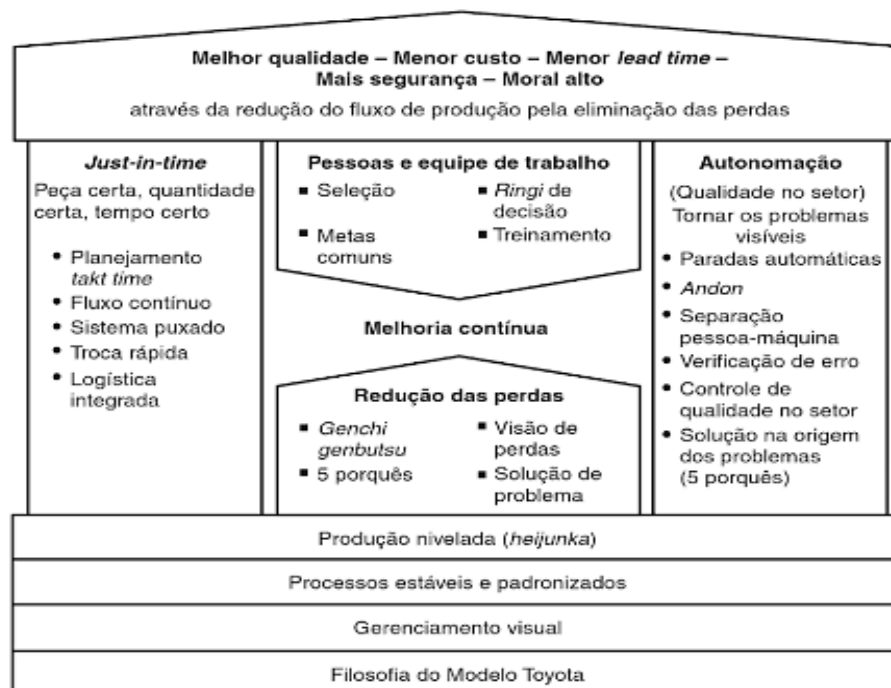 Melhor qualidade – Menor custo – Menor lead time –
Mais segurança – Moral alto
através da redução do fluxo de produção pela eliminação das perdas
Just-in-time
Peça certa, quantidade
certa, tempo certo
• Planejamento
takt time
• Fluxo contínuo
• Sistema puxado
• Troca rápida
• Logística
integrada
Pessoas e equipe de trabalho
▪ Seleção
▪ Metas
comuns
▪ Ringi de
decisão
▪ Treinamento
Melhoria contínua
Redução das perdas
▪ Genchi
genbutsu
▪ 5 porquês
▪ Visão de
perdas
▪ Solução de
problema
Autonomação
(Qualidade no setor)
Tornar os problemas
visíveis
• Paradas automáticas
• Andon
• Separação
pessoa-máquina
• Verificação de erro
• Controle de
qualidade no setor
• Solução na origem
dos problemas
(5 porquês)
Produção nivelada (heijunka)
Processos estáveis e padronizados
Gerenciamento visual
Filosofia do Modelo Toyota